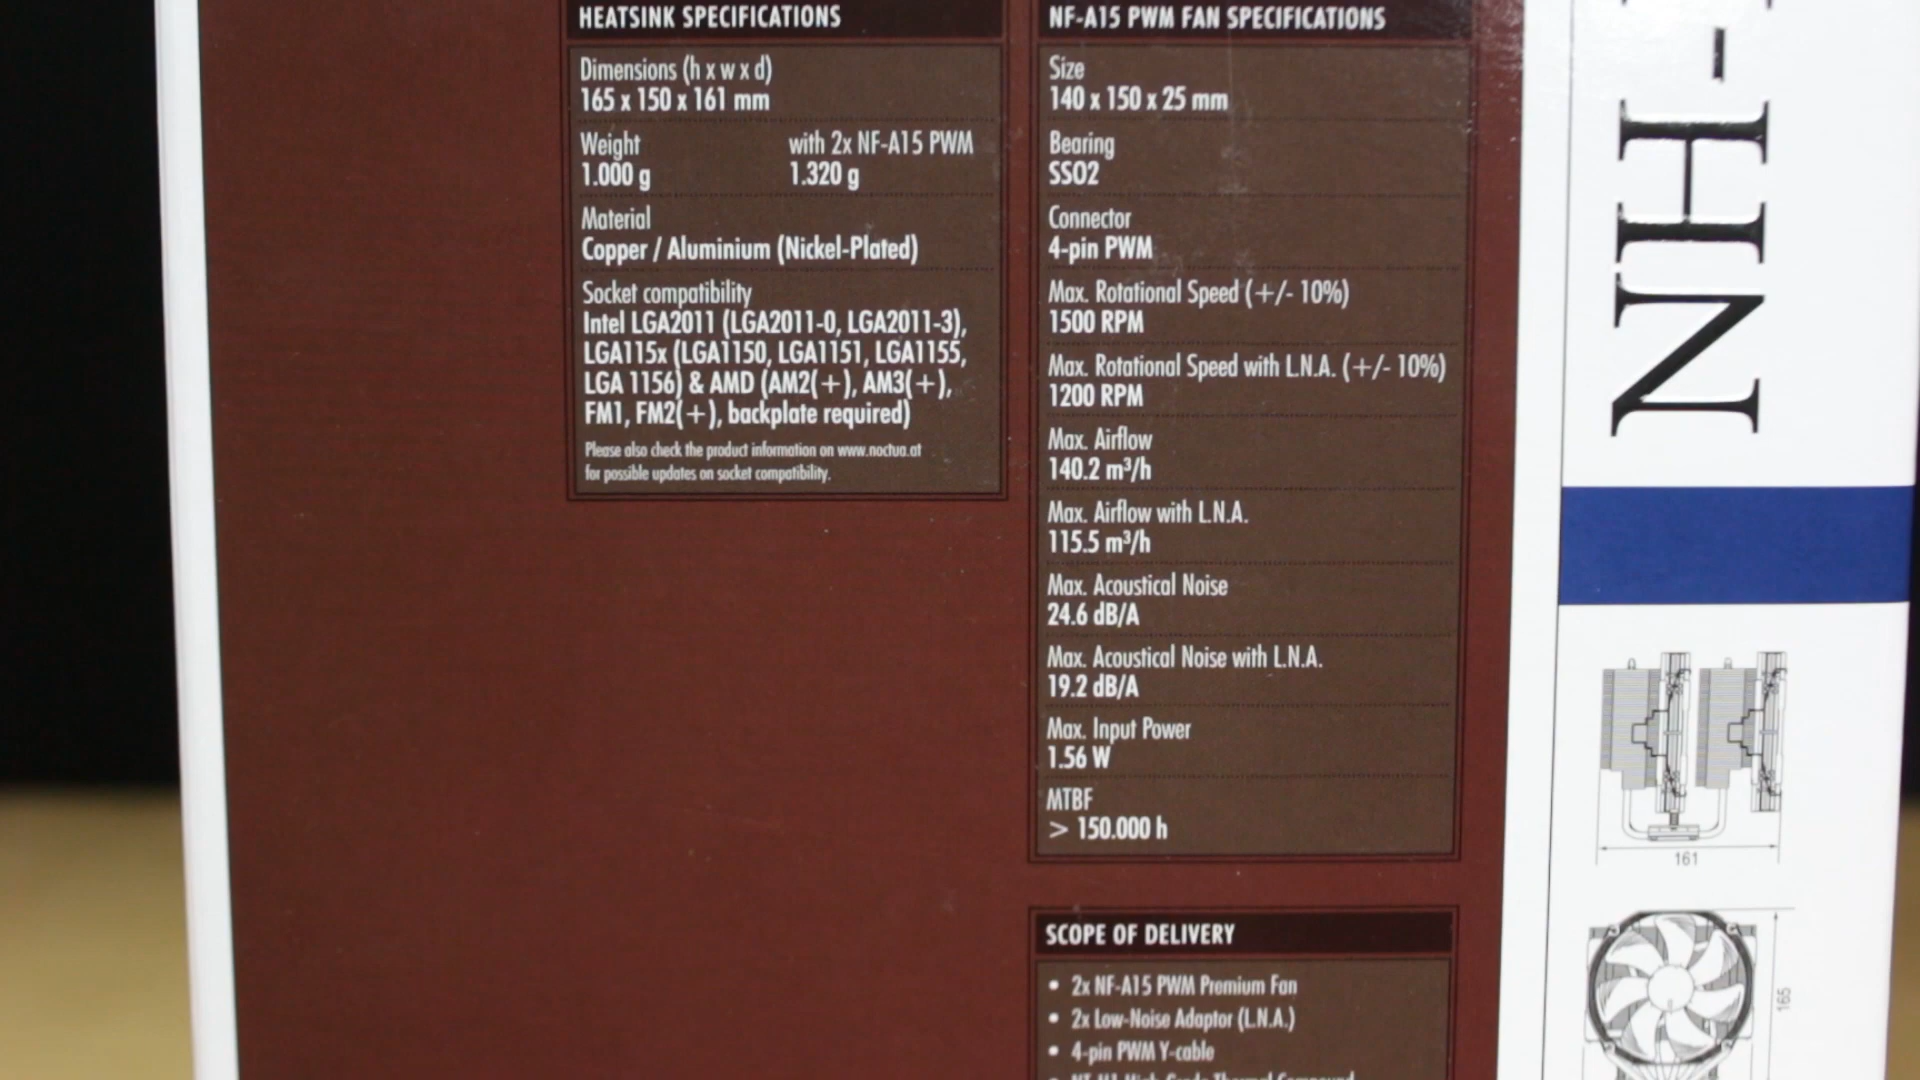 HEATSINK SPECIFICATIONS
Dimensions (h x w x d)
165 x 150 x 161 mm
Weight
1.000 g
with 2x NF-A15 PWM
1.320 g
Material
Copper / Aluminium (Nickel-Plated)
Socket compatibility
Intel LGA2011 (LGA2011-0, LGA2011-3),
LGA115x (LGA1150, LGA1151, LGA1155,
LGA 1156) & AMD (AM2(+), AM3(+),
FM1, FM2(+), backplate required)
Please also check the product information on www.noctua.at
for possible updates on socket compatibility.
NF-A15 PWM FAN SPECIFICATIONS
Size
140 x 150 x 25 mm
Bearing
SSO2
Connector
4-pin PWM
Max. Rotational Speed (+/- 10%)
1500 RPM
Max. Rotational Speed with L.N.A. (+/- 10%)
1200 RPM
Max. Airflow
140.2 m³/h
Max. Airflow with L.N.A.
115.5 m³/h
Max. Acoustical Noise
24.6 dB/A
Max. Acoustical Noise with L.N.A.
19.2 dB/A
Max. Input Power
1.56 W
MTBF
> 150.000 h
SCOPE OF DELIVERY
• 2x NF-A15 PWM Premium Fan
• 2x Low-Noise Adaptor (L.N.A.)
• 4-pin PWM Y-cable
• NT-H1 High-Grade Thermal Compound
NH-
161
165